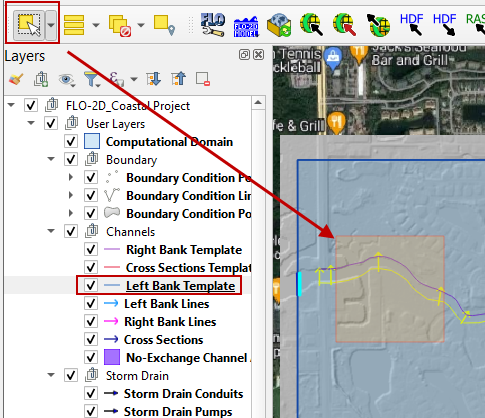 FLO
FLO-2D
MODEL
HDF
HDF
RAS
Layers
FLO-2D_Coastal Project
User Layers
Computational Domain
Boundary
Boundary Condition Po
Boundary Condition Lin
Boundary Condition Po
Channels
Right Bank Template
Cross Sections Templat
Left Bank Template
Left Bank Lines
Right Bank Lines
Cross Sections
No-Exchange Channel
Storm Drain
Storm Drain Conduits
Storm Drain Pumps
n Tennis
ckleball
Jack's Seafood
Bar and Grill
fe & Grill